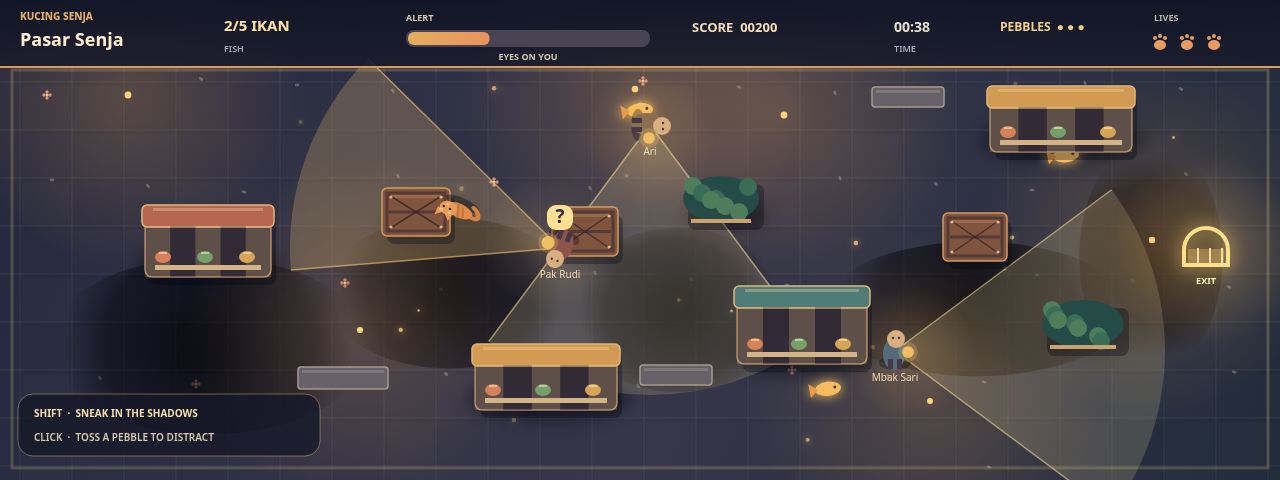 KUCING SENJA
Pasar Senja
2/5 IKAN
FISH
ALERT
EYES ON YOU
SCORE 00200
00:38
TIME
PEBBLES
LIVES
Ari
?
Pak Rudi
EXIT
Mbak Sari
SHIFT · SNEAK IN THE SHADOWS
CLICK · TOSS A PEBBLE TO DISTRACT